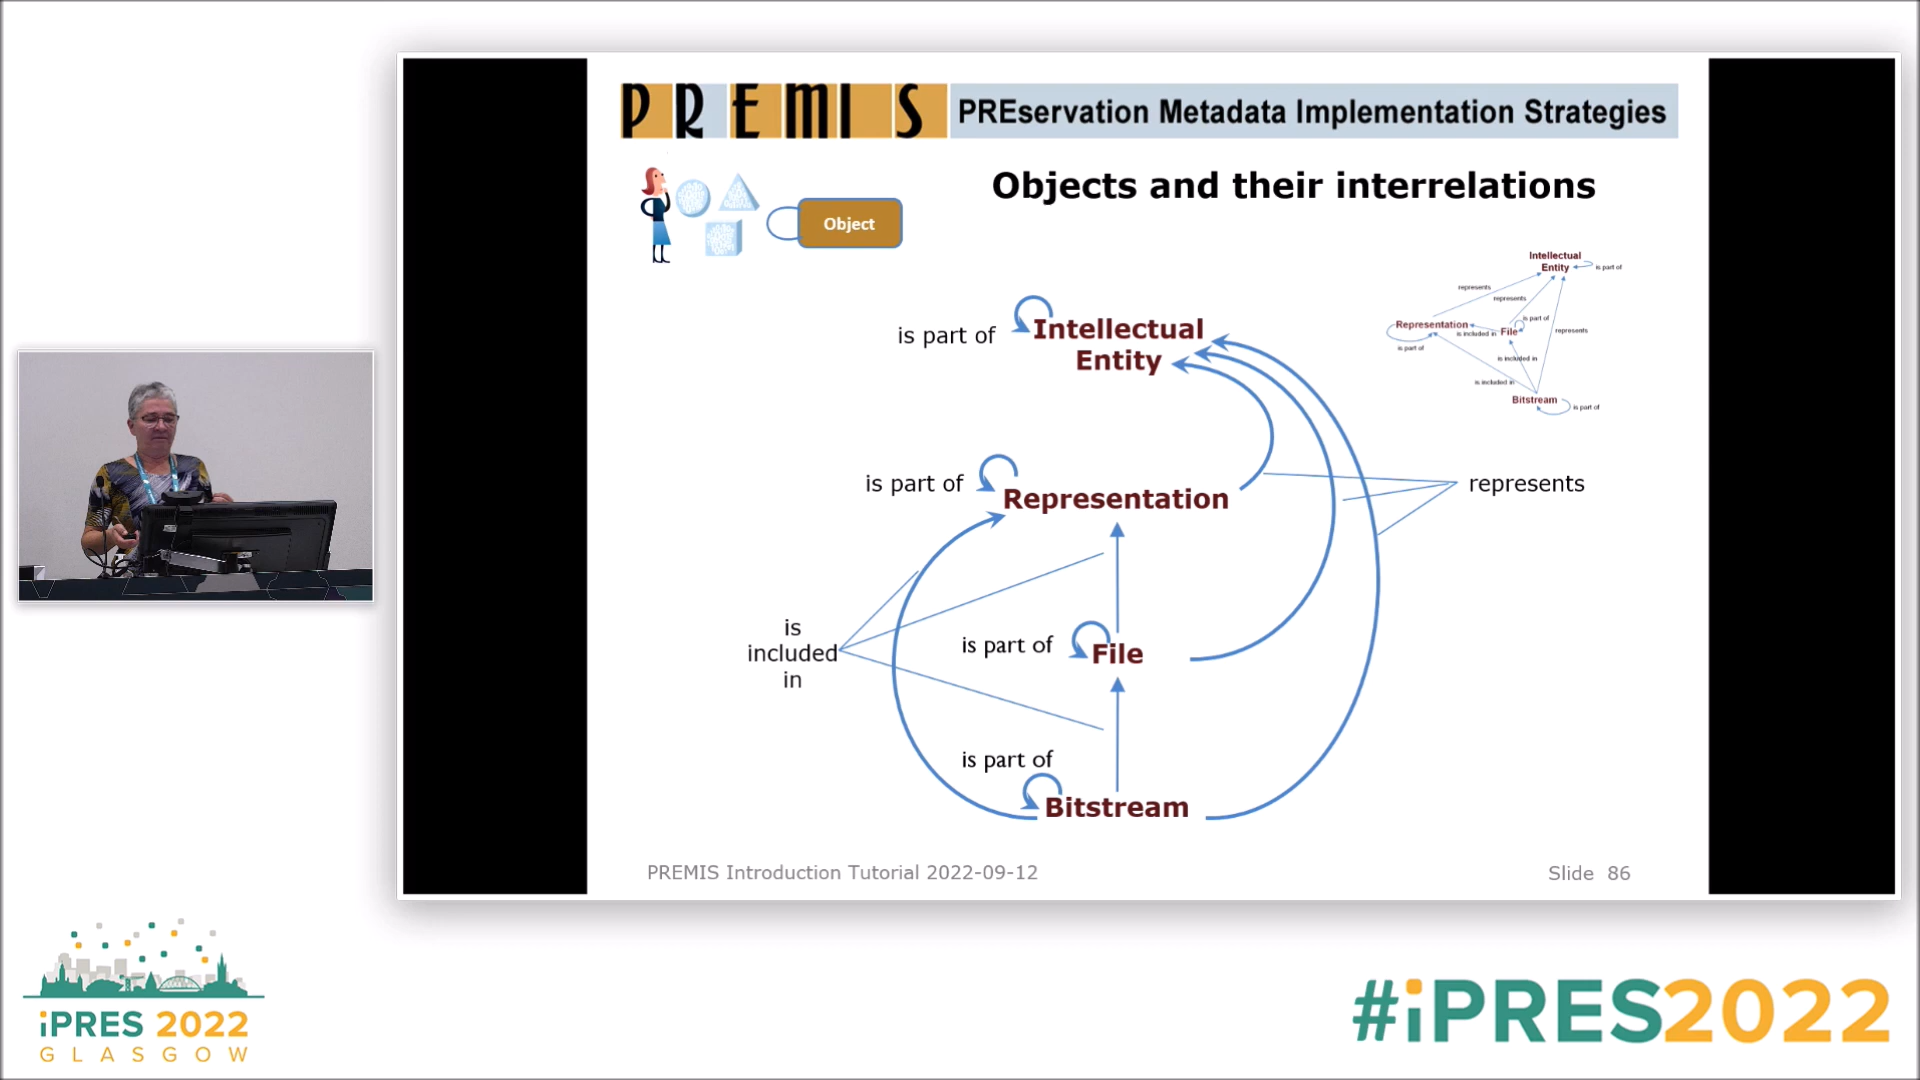 PREMIS
PREservation Metadata Implementation Strategies
Objects and their interrelations
Object
Intellectual
Entity
is part of
represents
represents
Representation
is included in
File
is part of
represents
is part of
is included in
is included in
Bitstream
is part of
is part of
Intellectual
Entity
is part of
Representation
represents
is
included
in
is part of
File
is part of
Bitstream
PREMIS Introduction Tutorial 2022-09-12
Slide 86
iPRES 2022
GLASGOW
#iPRES2022